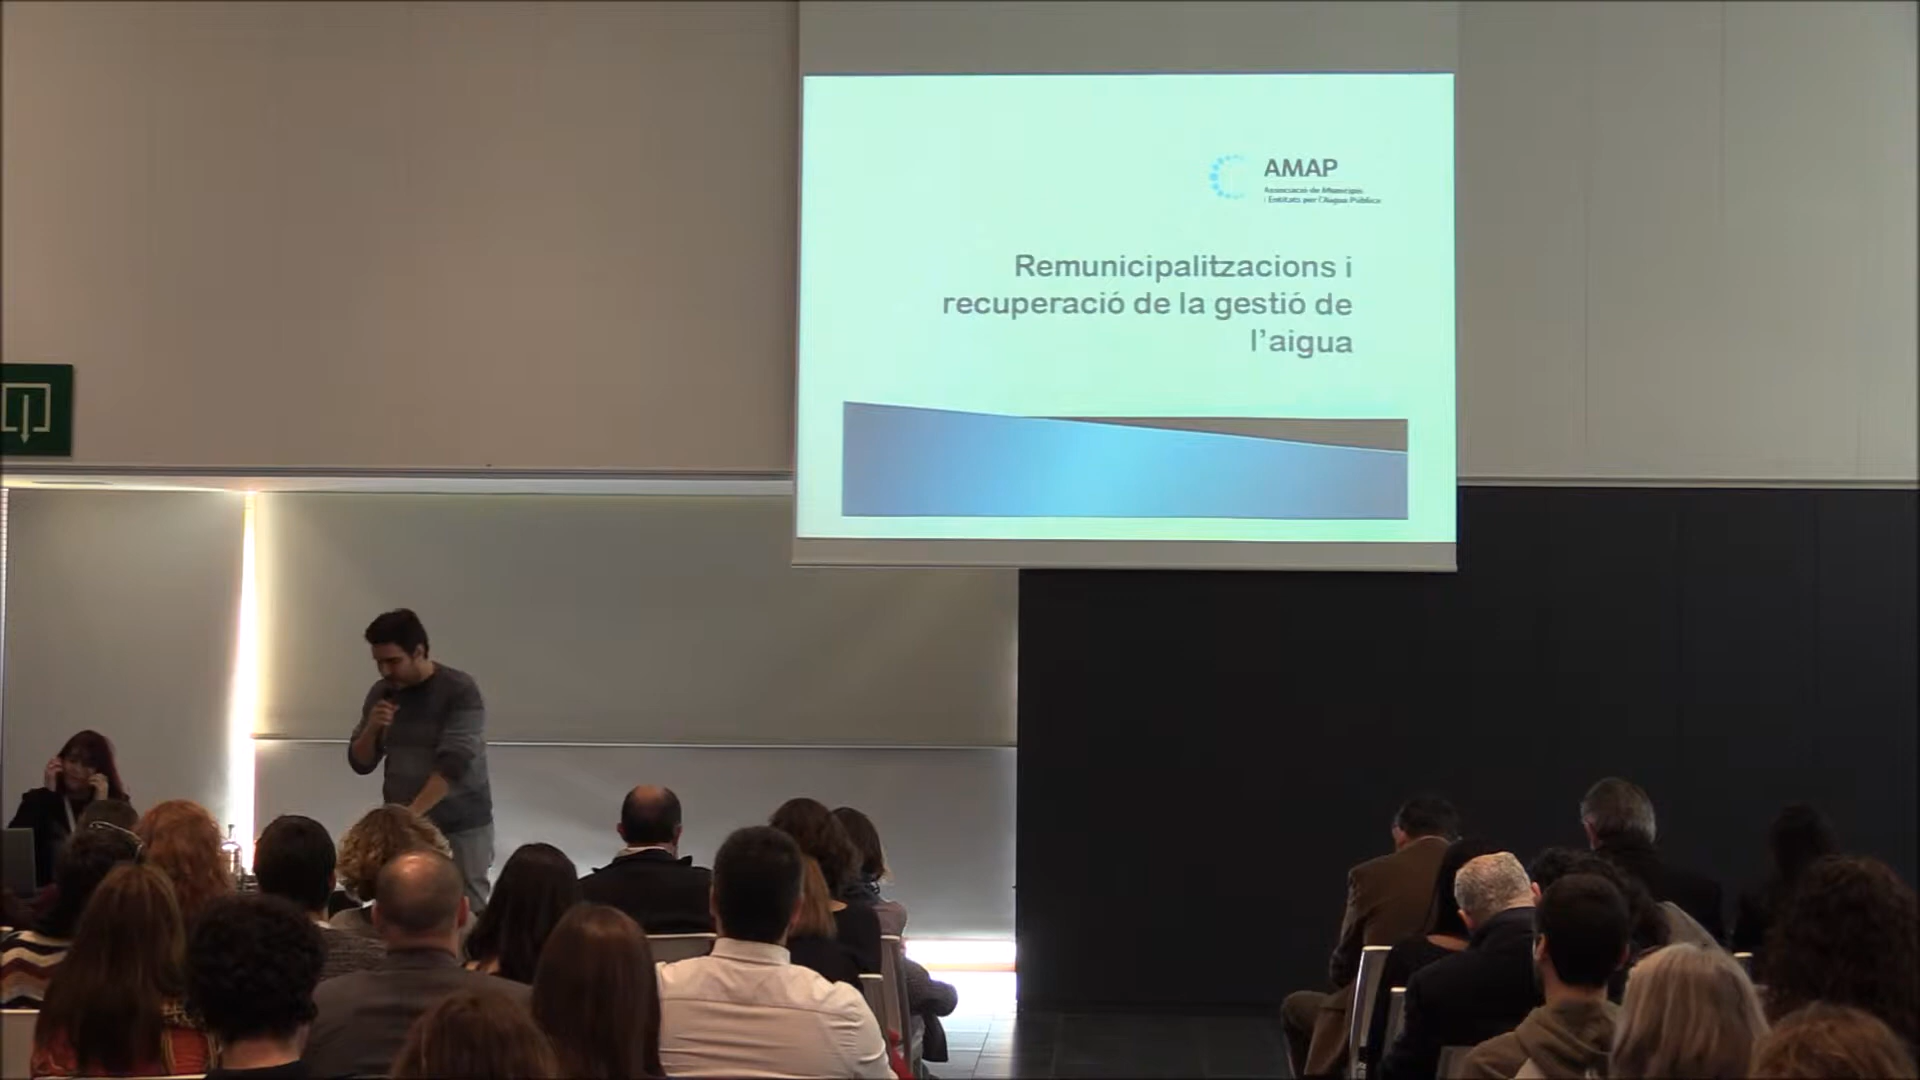 AMAP
Associació de Municipis
i Entitats per l'Aigua Pública
Remunicipalitzacions i
recuperació de la gestió de
l'aigua